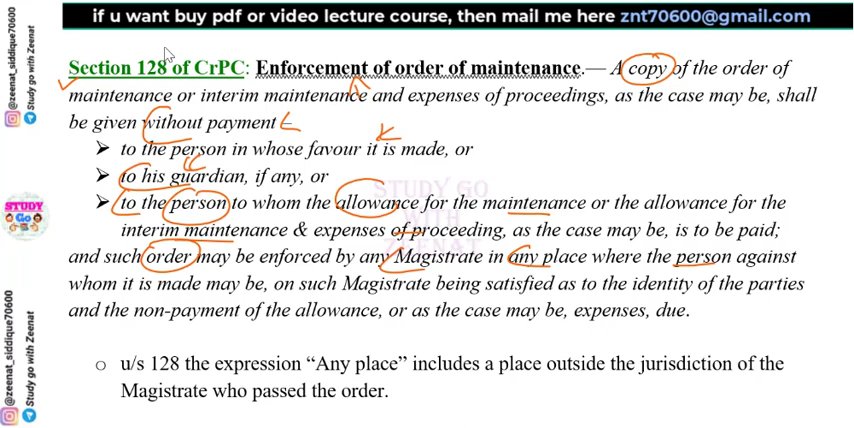 if u want buy pdf or video lecture course, then mail me here znt70600@gmail.com
@zeenat_siddique70600
Study go with Zeenat
Section 128 of CrPC: Enforcement of order of maintenance.— A copy of the order of
maintenance or interim maintenance and expenses of proceedings, as the case may be, shall
be given without payment –
➢ to the person in whose favour it is made, or
➢ to his guardian, if any, or
➢ to the person to whom the allowance for the maintenance or the allowance for the
interim maintenance & expenses of proceeding, as the case may be, is to be paid;
and such order may be enforced by any Magistrate in any place where the person against
whom it is made may be, on such Magistrate being satisfied as to the identity of the parties
and the non-payment of the allowance, or as the case may be, expenses, due.
o u/s 128 the expression “Any place” includes a place outside the jurisdiction of the
Magistrate who passed the order.
STUDY GO
WITH
ZEENAT
STUDY
Go
@zeenat_siddique70600
Study go with Zeenat